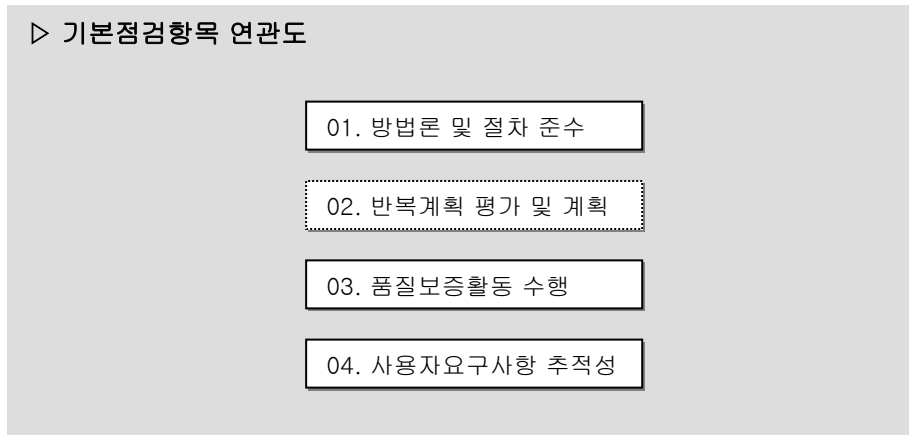 ▷ 기본점검항목 연관도
01. 방법론 및 절차 준수
02. 반복계획 평가 및 계획
03. 품질보증활동 수행
04. 사용자요구사항 추적성